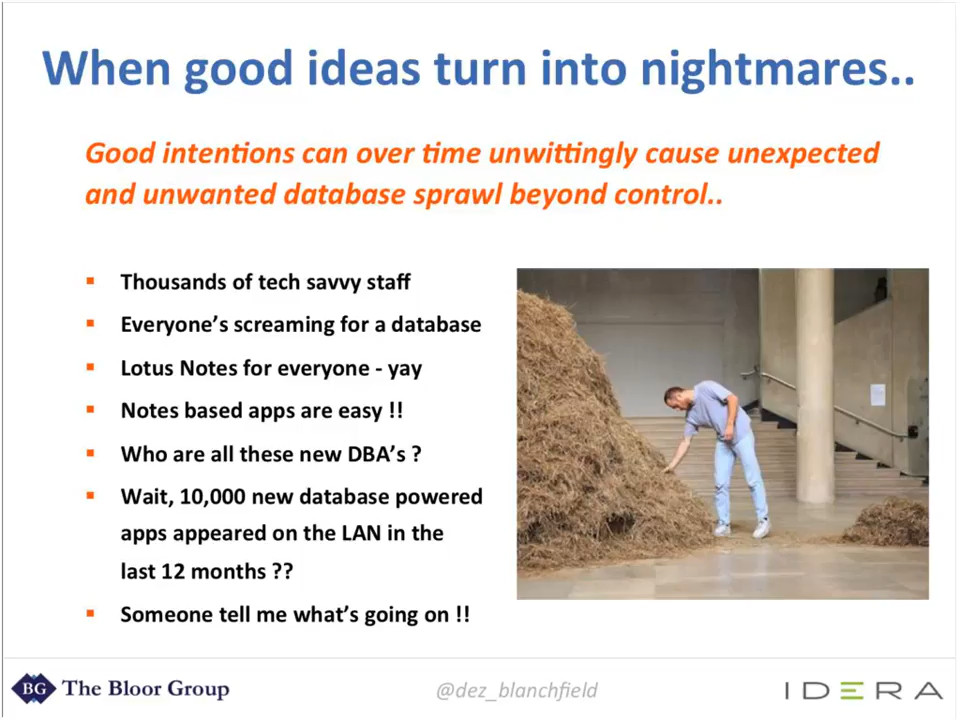 When good ideas turn into nightmares..
Good intentions can over time unwittingly cause unexpected
and unwanted database sprawl beyond control..
▪ Thousands of tech savvy staff
▪ Everyone’s screaming for a database
▪ Lotus Notes for everyone - yay
▪ Notes based apps are easy !!
▪ Who are all these new DBA’s ?
▪ Wait, 10,000 new database powered
apps appeared on the LAN in the
last 12 months ??
▪ Someone tell me what’s going on !!
BG The Bloor Group
@dez_blanchfield
IDERA